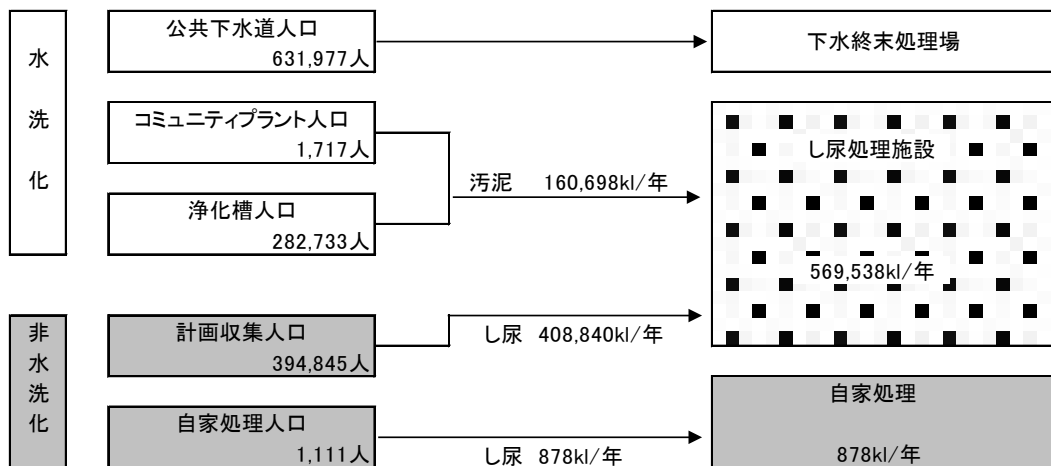 水洗化
公共下水道人口
631,977人
下水終末処理場
コミュニティプラント人口
1,717人
浄化槽人口
282,733人
汚泥 160,698kl/年
し尿処理施設
569,538kl/年
非水洗化
計画収集人口
394,845人
し尿 408,840kl/年
自家処理人口
1,111人
し尿 878kl/年
自家処理
878kl/年